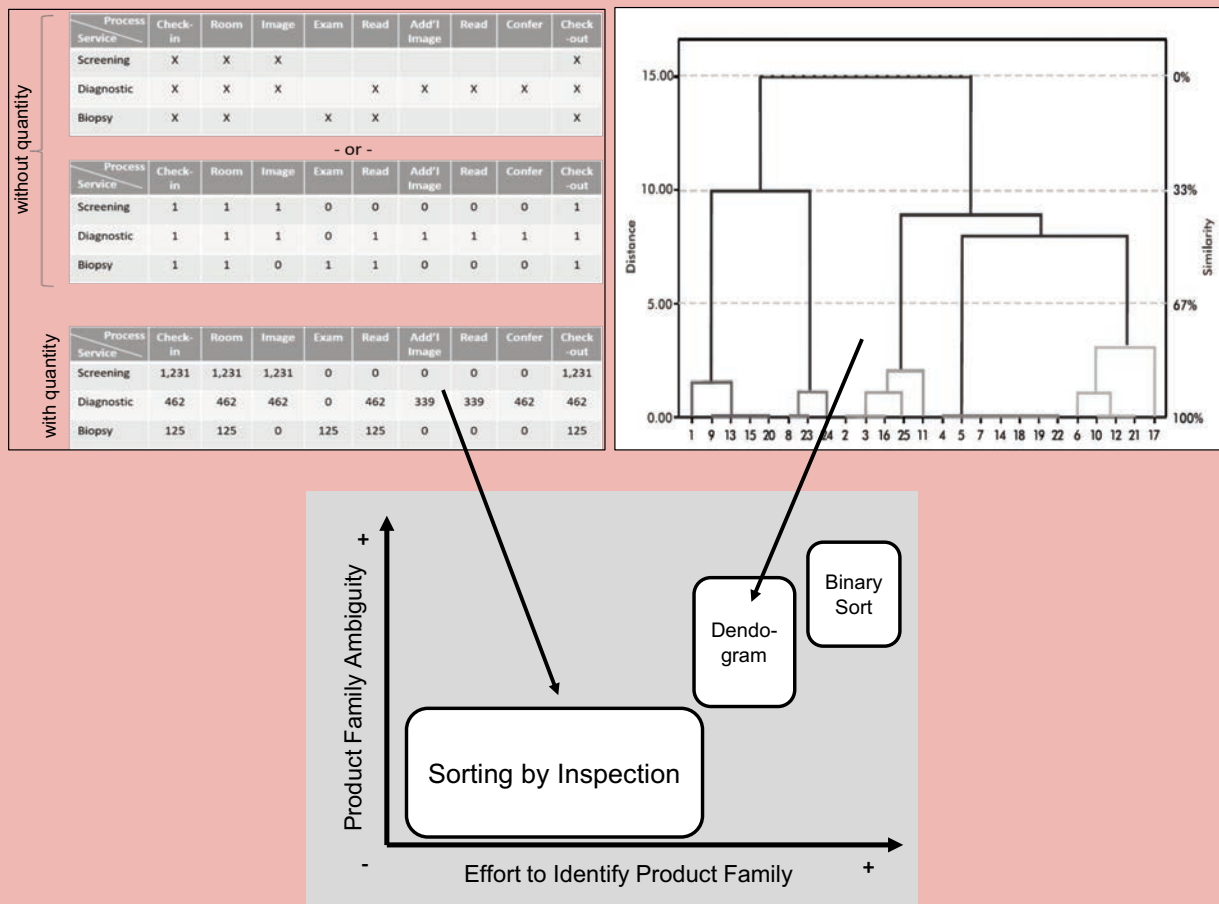 without quantity
Process Service Check-in Room Image Exam Read Add'l Image Read Confer Check-out
Screening X X X X
Diagnostic X X X X X X X X
Biopsy X X X X X
- or -
Process Service Check-in Room Image Exam Read Add'l Image Read Confer Check-out
Screening 1 1 1 0 0 0 0 0 1
Diagnostic 1 1 1 0 1 1 1 1 1
Biopsy 1 1 0 1 1 0 0 0 1
with quantity
Process Service Check-in Room Image Exam Read Add'l Image Read Confer Check-out
Screening 1,231 1,231 1,231 0 0 0 0 0 1,231
Diagnostic 462 462 462 0 462 339 339 462 462
Biopsy 125 125 0 125 125 0 0 0 125
Distance
15.00
10.00
5.00
0.00
0%
33%
67%
100%
Similarity
1 9 13 15 20 8 23 24 2 3 16 25 11 4 5 7 14 18 19 22 6 10 12 21 17
Product Family Ambiguity
+
Binary
Sort
Dendo-
gram
Sorting by Inspection
-
Effort to Identify Product Family
+